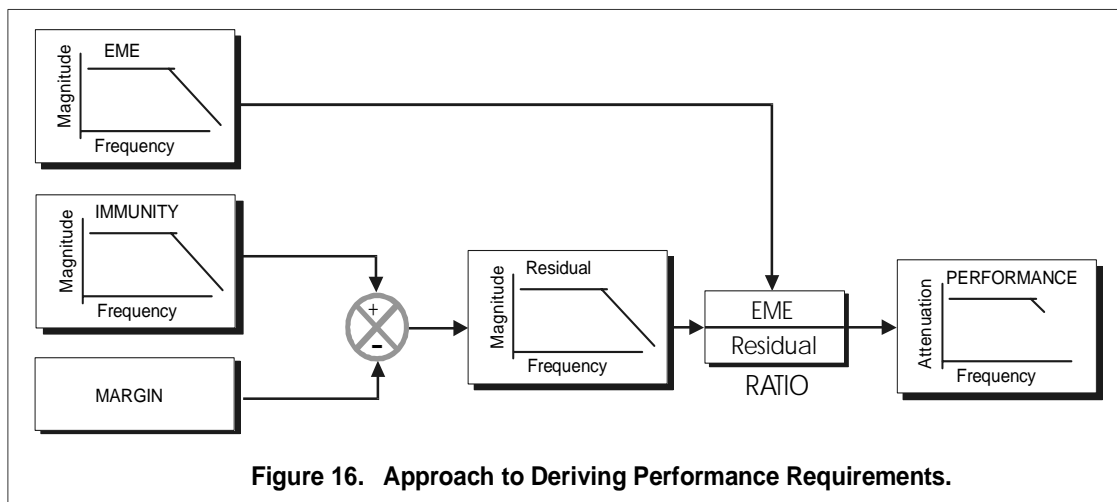 EME
Magnitude
Frequency
IMMUNITY
Magnitude
Frequency
MARGIN
+
-
Residual
Magnitude
Frequency
EME
Residual
RATIO
PERFORMANCE
Attenuation
Frequency
Figure 16. Approach to Deriving Performance Requirements.